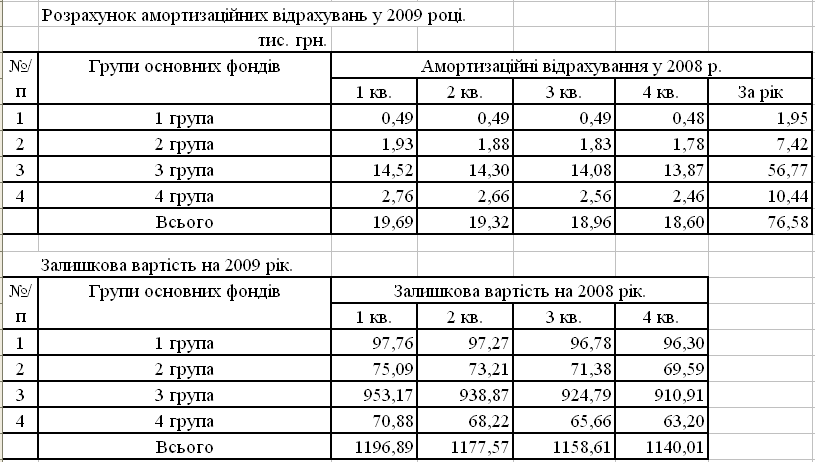 Розрахунок амортизаційних відрахувань у 2009 році.
тис. грн.
№/п Групи основних фондів Амортизаційні відрахування у 2008 р.
1 кв. 2 кв. 3 кв. 4 кв. За рік
1 1 група 0,49 0,49 0,49 0,48 1,95
2 2 група 1,93 1,88 1,83 1,78 7,42
3 3 група 14,52 14,30 14,08 13,87 56,77
4 4 група 2,76 2,66 2,56 2,46 10,44
Всього 19,69 19,32 18,96 18,60 76,58
Залишкова вартість на 2009 рік.
№/п Групи основних фондів Залишкова вартість на 2008 рік.
1 кв. 2 кв. 3 кв. 4 кв.
1 1 група 97,76 97,27 96,78 96,30
2 2 група 75,09 73,21 71,38 69,59
3 3 група 953,17 938,87 924,79 910,91
4 4 група 70,88 68,22 65,66 63,20
Всього 1196,89 1177,57 1158,61 1140,01